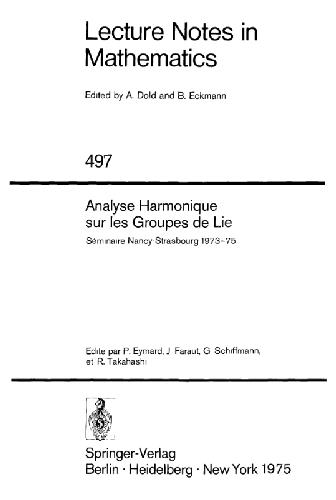 Lecture Notes in
Mathematics
Edited by A. Dold and B. Eckmann
497
Analyse Harmonique
sur les Groupes de Lie
Séminaire Nancy-Strasbourg 1973-75
Edite par P. Eymard, J. Faraut, G. Schiffmann,
et R. Takahashi
Springer-Verlag
Berlin · Heidelberg · New York 1975